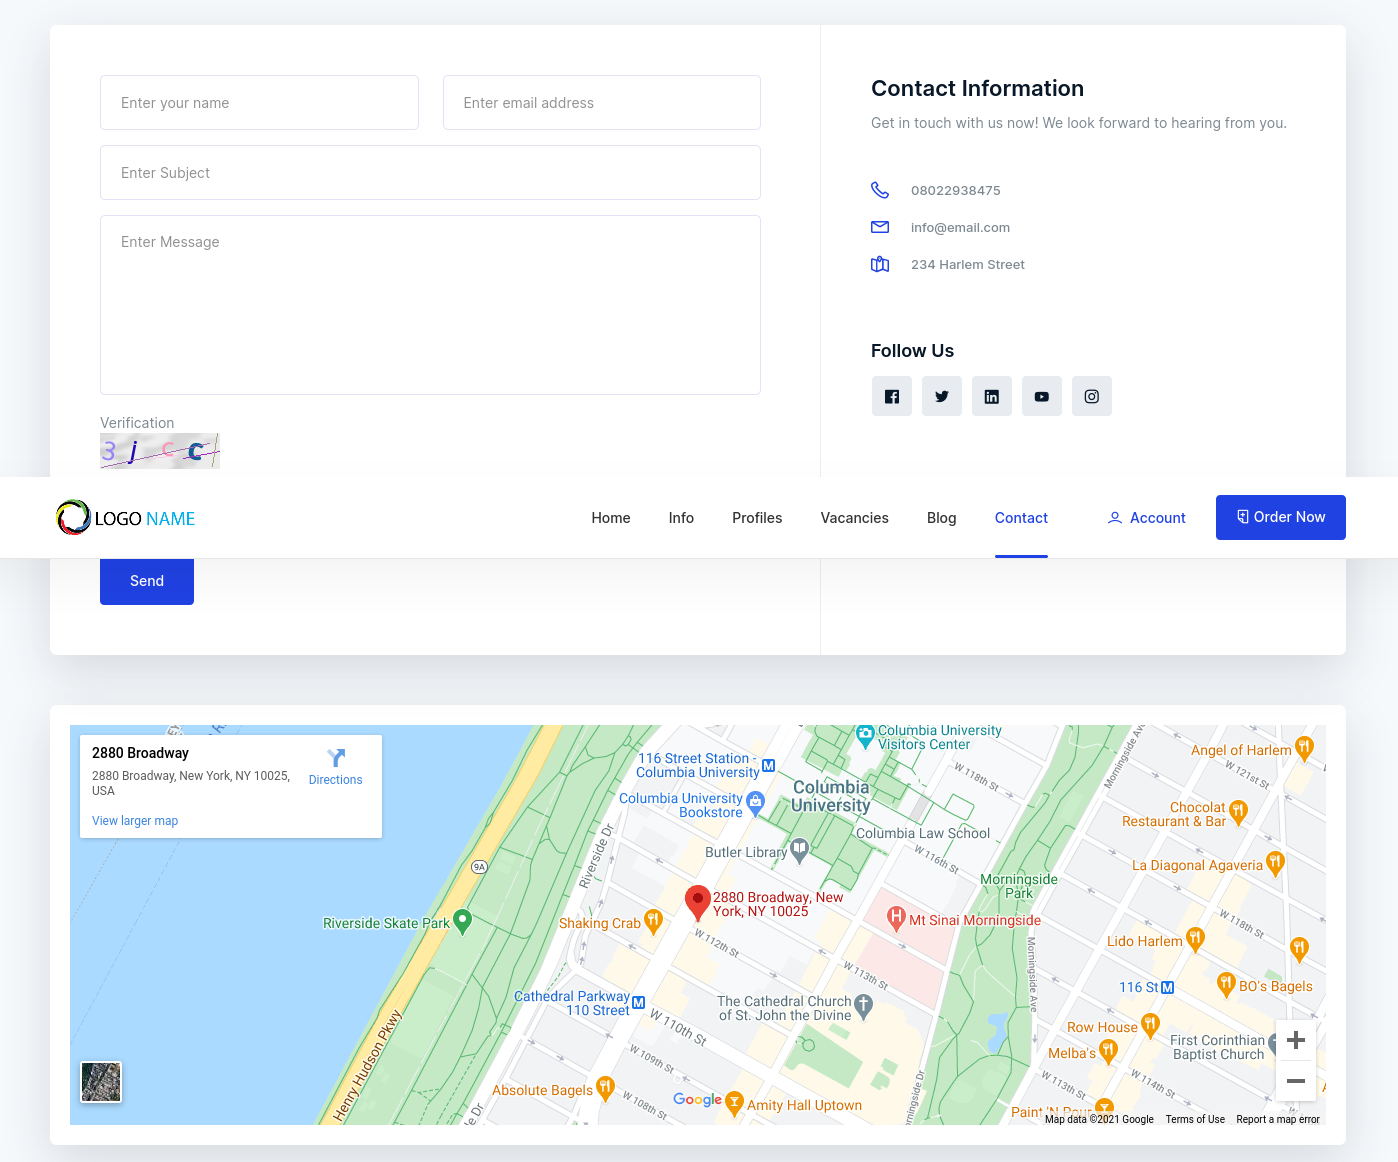 Enter your name
Enter email address
Enter Subject
Enter Message
Verification
3 j c c
Contact Information
Get in touch with us now! We look forward to hearing from you.
08022938475
info@email.com
234 Harlem Street
Follow Us
LOGO NAME
Home
Info
Profiles
Vacancies
Blog
Contact
Account
Order Now
Send
2880 Broadway
2880 Broadway, New York, NY 10025,
USA
Directions
View larger map
9A
Riverside Skate Park
Henry Hudson Pkwy
Riverside Dr
116 Street Station -
Columbia University
Columbia University
Bookstore
Butler Library
Columbia University
Visitors Center
Columbia
University
Columbia Law School
W 118th St
W 116th St
Morningside Ave
Angel of Harlem
W 121st St
Chocolat
Restaurant & Bar
La Diagonal Agaveria
Morningside
Park
2880 Broadway, New
York, NY 10025
Shaking Crab
Mt Sinai Morningside
W 112th St
W 113th St
Morningside Ave
W 118th St
Lido Harlem
116 St
BO's Bagels
Cathedral Parkway
110 Street
The Cathedral Church
of St. John the Divine
W 110th St
W 109th St
W 108th St
Row House
Melba's
First Corinthian
Baptist Church
W 113th St
W 114th St
Absolute Bagels
Google
Amity Hall Uptown
Paint 'N Pour
Map data ©2021 Google
Terms of Use
Report a map error